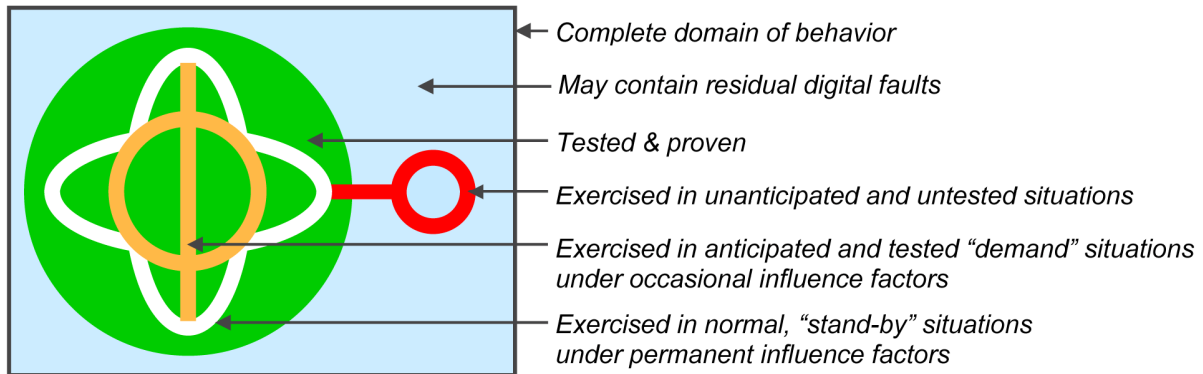 Complete domain of behavior
May contain residual digital faults
Tested & proven
Exercised in unanticipated and untested situations
Exercised in anticipated and tested “demand” situations
under occasional influence factors
Exercised in normal, “stand-by” situations
under permanent influence factors